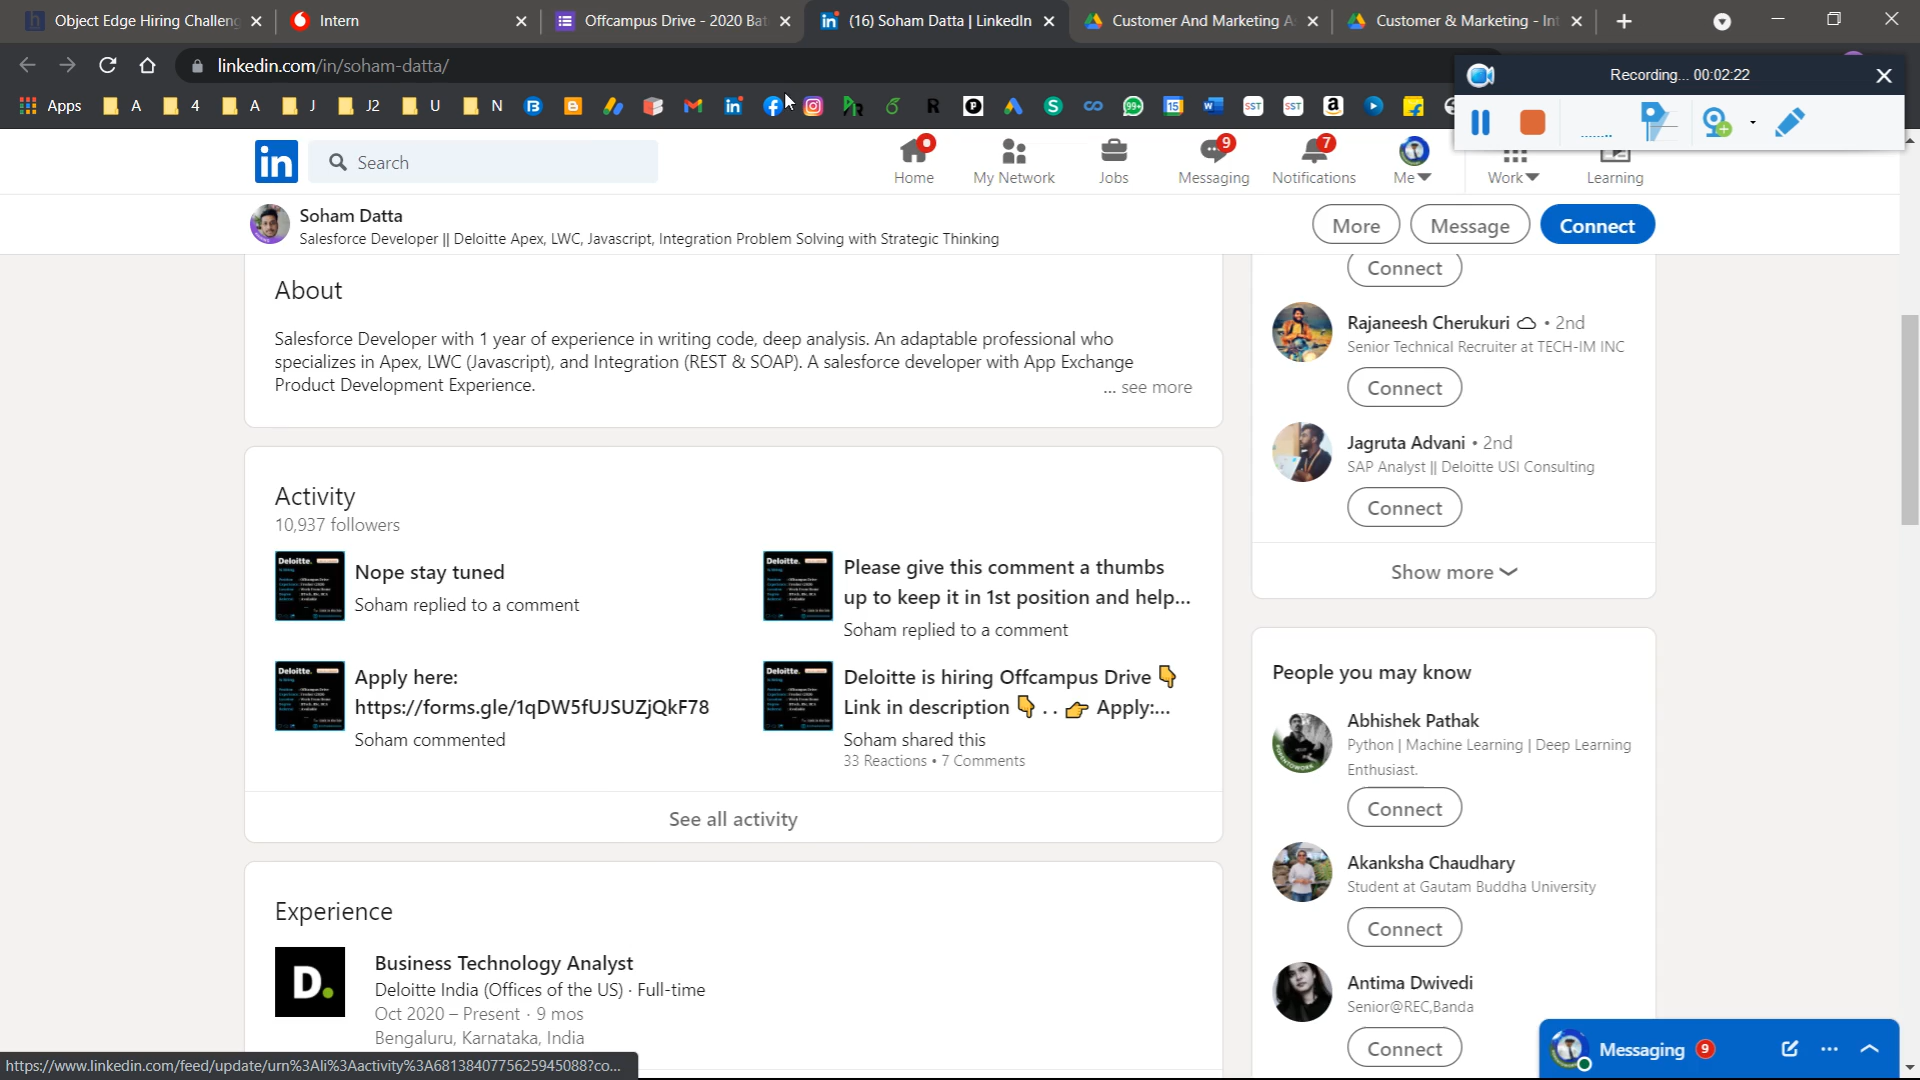 Object Edge Hiring Challeng
Intern
Offcampus Drive - 2020 Bat
(16) Soham Datta | LinkedIn
Customer And Marketing A
Customer & Marketing - Int
linkedin.com/in/soham-datta/
Recording... 00:02:22
Apps
A
4
A
J
J2
U
N
Search
Home
My Network
Jobs
9
Messaging
7
Notifications
Me
Work
Learning
Soham Datta
Salesforce Developer || Deloitte Apex, LWC, Javascript, Integration Problem Solving with Strategic Thinking
More
Message
Connect
About
Salesforce Developer with 1 year of experience in writing code, deep analysis. An adaptable professional who
specializes in Apex, LWC (Javascript), and Integration (REST & SOAP). A salesforce developer with App Exchange
Product Development Experience.
... see more
Activity
10,937 followers
Nope stay tuned
Soham replied to a comment
Please give this comment a thumbs
up to keep it in 1st position and help...
Soham replied to a comment
Apply here:
https://forms.gle/1qDW5fUJSUZjQkF78
Soham commented
Deloitte is hiring Offcampus Drive 👇
Link in description 👇 . . 👉 Apply:...
Soham shared this
33 Reactions • 7 Comments
See all activity
Experience
D.
Business Technology Analyst
Deloitte India (Offices of the US) · Full-time
Oct 2020 – Present · 9 mos
Bengaluru, Karnataka, India
Connect
Rajaneesh Cherukuri • 2nd
Senior Technical Recruiter at TECH-IM INC
Connect
Jagruta Advani • 2nd
SAP Analyst || Deloitte USI Consulting
Connect
Show more
People you may know
Abhishek Pathak
Python | Machine Learning | Deep Learning
Enthusiast.
Connect
Akanksha Chaudhary
Student at Gautam Buddha University
Connect
Antima Dwivedi
Senior@REC,Banda
Connect
Messaging 9
https://www.linkedin.com/feed/update/urn%3Ali%3Aactivity%3A6813840775625945088?co...